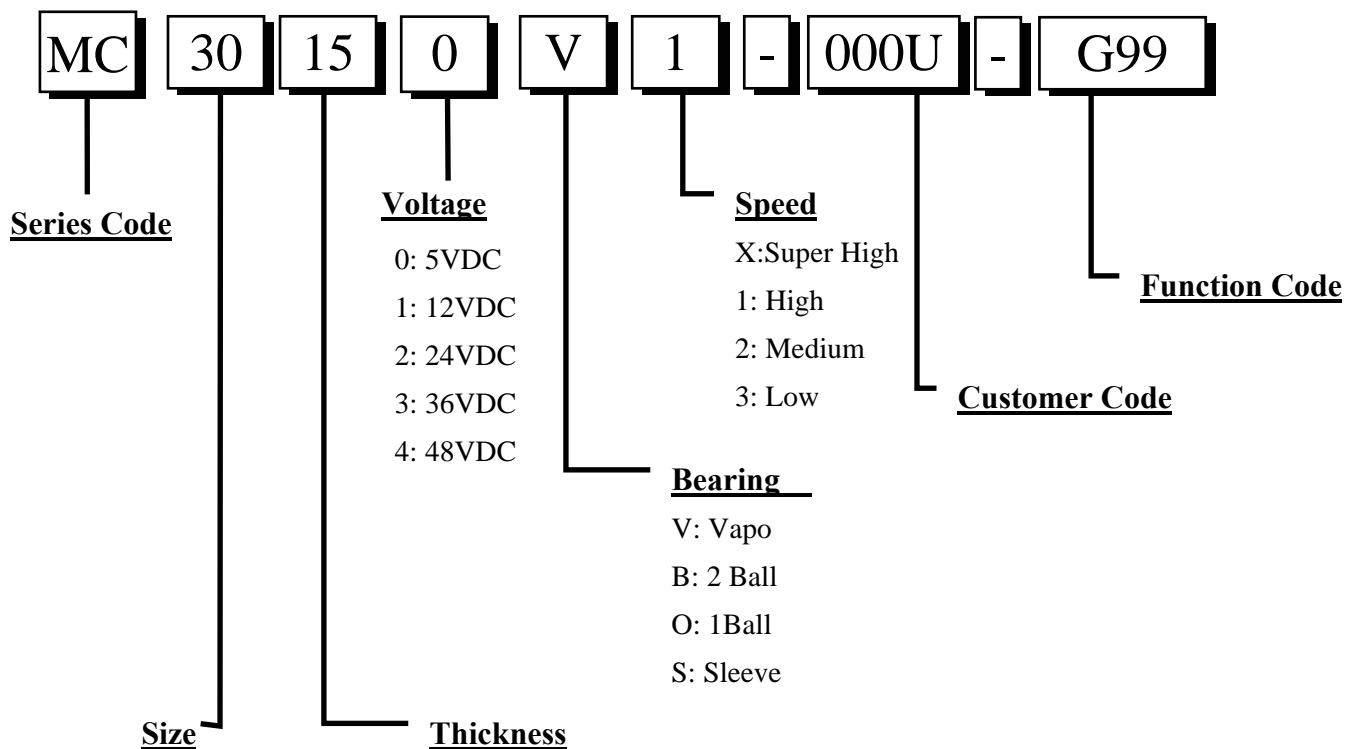 MC 30 15 0 V 1 - 000U - G99
Series Code
Voltage
0: 5VDC
1: 12VDC
2: 24VDC
3: 36VDC
4: 48VDC
Speed
X:Super High
1: High
2: Medium
3: Low
Function Code
Customer Code
Bearing
V: Vapo
B: 2 Ball
O: 1Ball
S: Sleeve
Size
Thickness